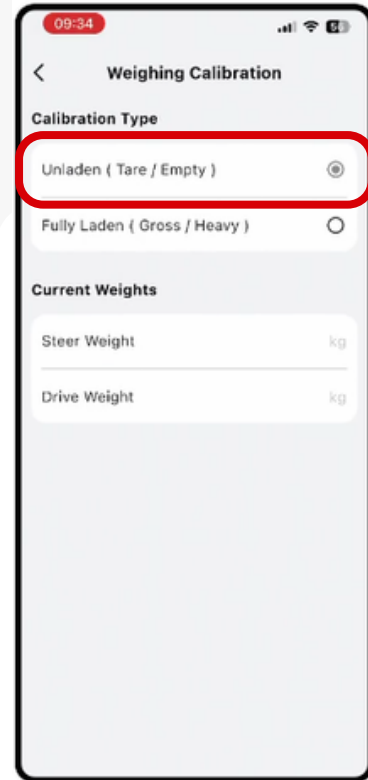 09:34
Weighing Calibration
Calibration Type
Unladen ( Tare / Empty )
Fully Laden ( Gross / Heavy )
Current Weights
Steer Weight kg
Drive Weight kg